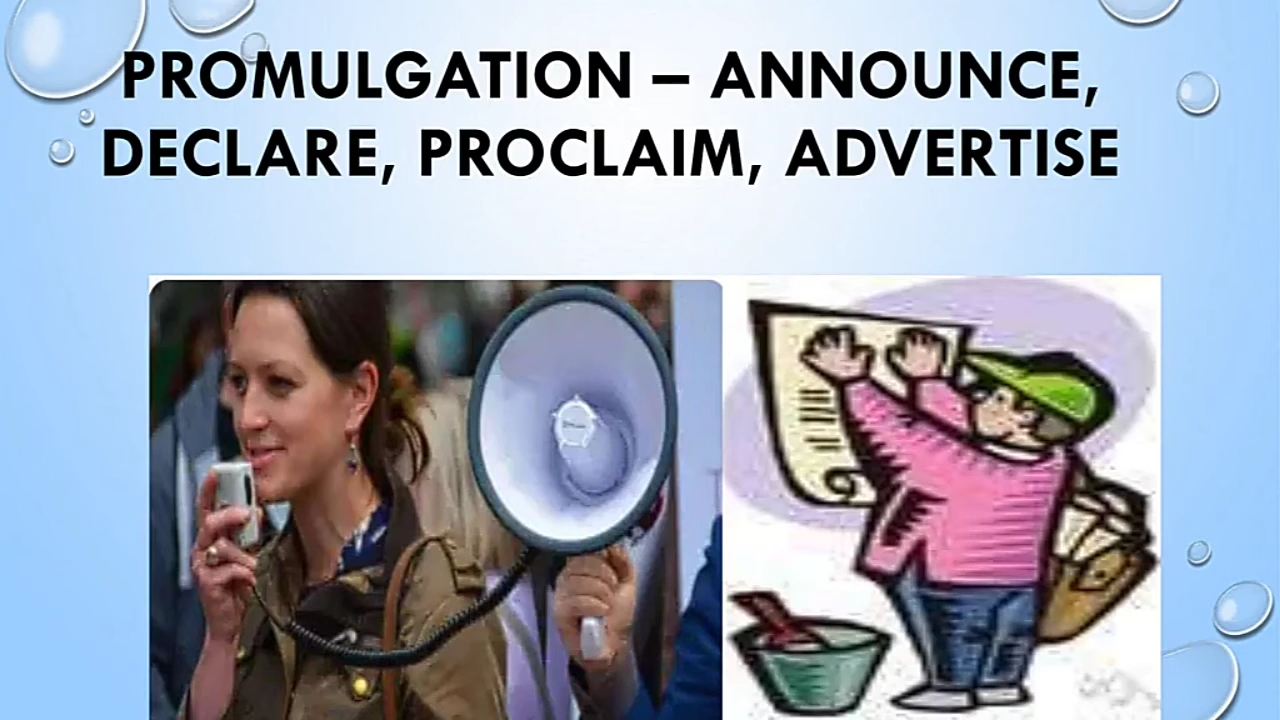 PROMULGATION – ANNOUNCE,
DECLARE, PROCLAIM, ADVERTISE